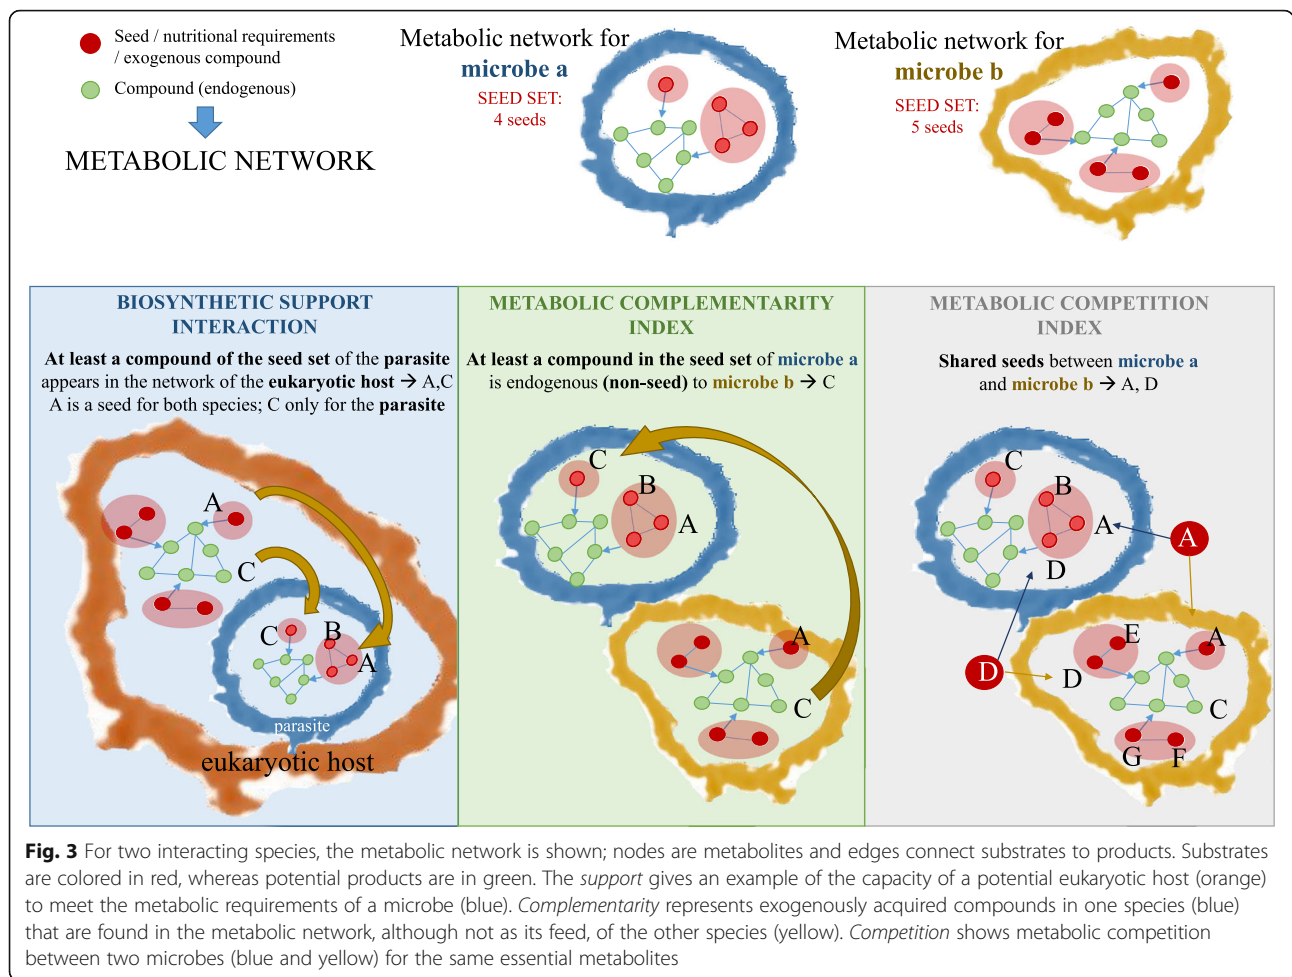 Seed / nutritional requirements
/ exogenous compound
Compound (endogenous)
METABOLIC NETWORK
Metabolic network for
microbe a
SEED SET:
4 seeds
Metabolic network for
microbe b
SEED SET:
5 seeds
BIOSYNTHETIC SUPPORT
INTERACTION
At least a compound of the seed set of the parasite
appears in the network of the eukaryotic host → A,C
A is a seed for both species; C only for the parasite
A
C
C
B
A
parasite
eukaryotic host
METABOLIC COMPLEMENTARITY
INDEX
At least a compound in the seed set of microbe a
is endogenous (non-seed) to microbe b → C
C
B
A
A
C
METABOLIC COMPETITION
INDEX
Shared seeds between microbe a
and microbe b → A, D
C
B
A
A
D
E
A
D
D
C
G
F
Fig. 3 For two interacting species, the metabolic network is shown; nodes are metabolites and edges connect substrates to products. Substrates
are colored in red, whereas potential products are in green. The support gives an example of the capacity of a potential eukaryotic host (orange)
to meet the metabolic requirements of a microbe (blue). Complementarity represents exogenously acquired compounds in one species (blue)
that are found in the metabolic network, although not as its feed, of the other species (yellow). Competition shows metabolic competition
between two microbes (blue and yellow) for the same essential metabolites